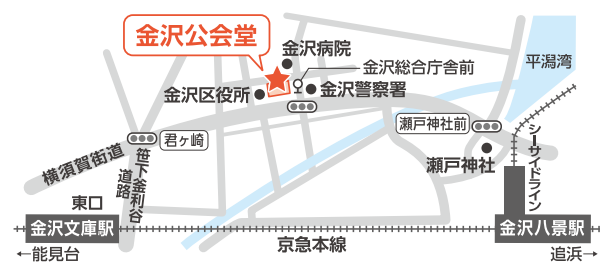 金沢公会堂
金沢病院
平潟湾
金沢総合庁舎前
金沢区役所
金沢警察署
瀬戸神社前
君ヶ崎
シーサイドライン
横須賀街道
笹下釜利谷
道路
瀬戸神社
東口
金沢文庫駅
金沢八景駅
京急本線
←能見台
追浜→